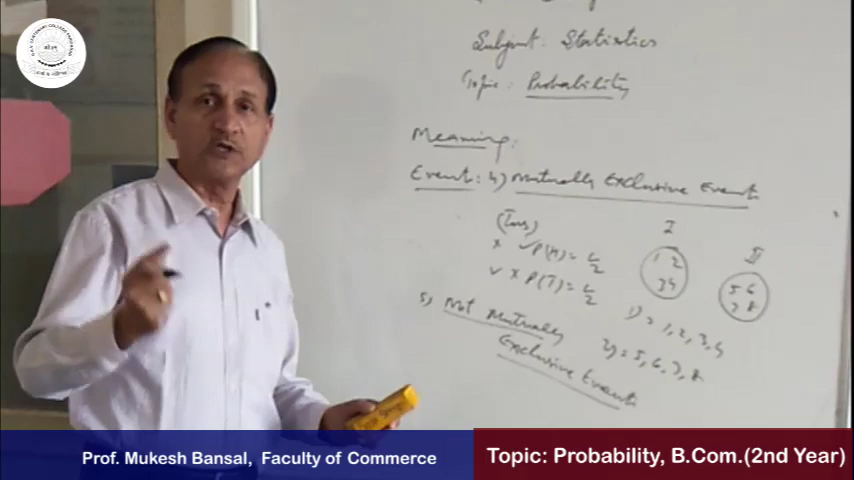 Subject: Statistics
Topic: Probability
Meaning:
Event: 4) Mutually Exclusive Event
(Toss)
I
x ✓ P(H) = 1/2
1 2
3 4
II
5 6
7 8
✓ x P(T) = 1/2
1) = 1, 2, 3, 4
5) Not Mutually
Exclusive Event
2) = 5, 6, 7, 8
Prof. Mukesh Bansal, Faculty of Commerce
Topic: Probability, B.Com.(2nd Year)